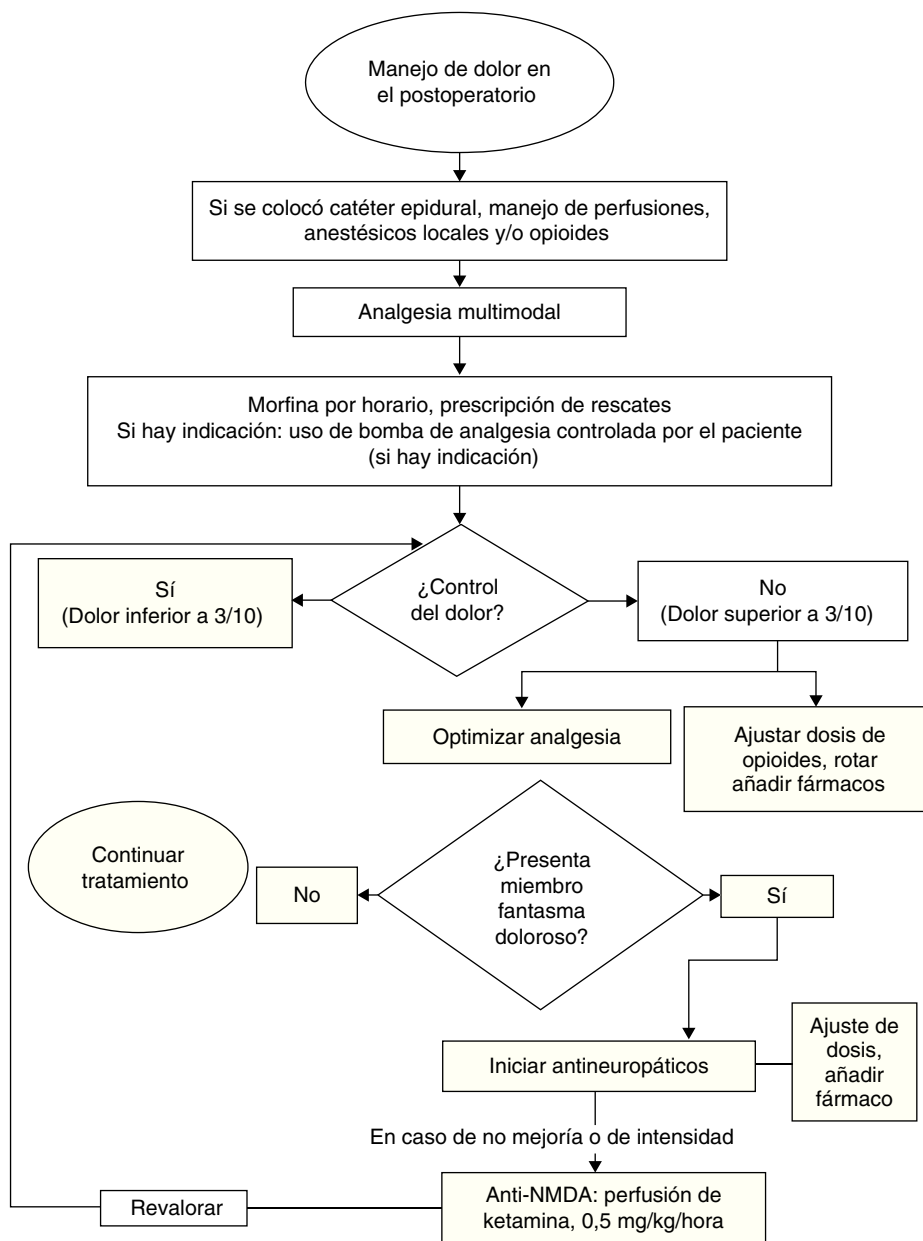 Manejo de dolor en
el postoperatorio
Si se colocó catéter epidural, manejo de perfusiones,
anestésicos locales y/o opioides
Analgesia multimodal
Morfina por horario, prescripción de rescates
Si hay indicación: uso de bomba de analgesia controlada por el paciente
(si hay indicación)
¿Control
del dolor?
Sí
(Dolor inferior a 3/10)
No
(Dolor superior a 3/10)
Optimizar analgesia
Ajustar dosis de
opioides, rotar
añadir fármacos
¿Presenta
miembro
fantasma
doloroso?
No
Continuar
tratamiento
Sí
Iniciar antineuropáticos
Ajuste de
dosis,
añadir
fármaco
En caso de no mejoría o de intensidad
Anti-NMDA: perfusión de
ketamina, 0,5 mg/kg/hora
Revalorar